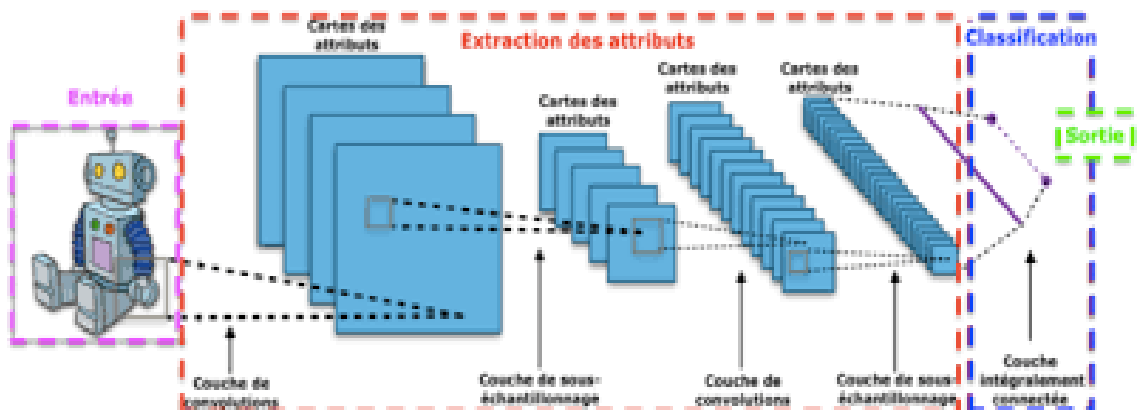 Entrée
Extraction des attributs
Classification
Sortie
Cartes des
attributs
Cartes des
attributs
Cartes des
attributs
Cartes des
attributs
Couche de
convolutions
Couche de sous-
échantillonnage
Couche de
convolutions
Couche de sous-
échantillonnage
Couche
intégralement
connectée